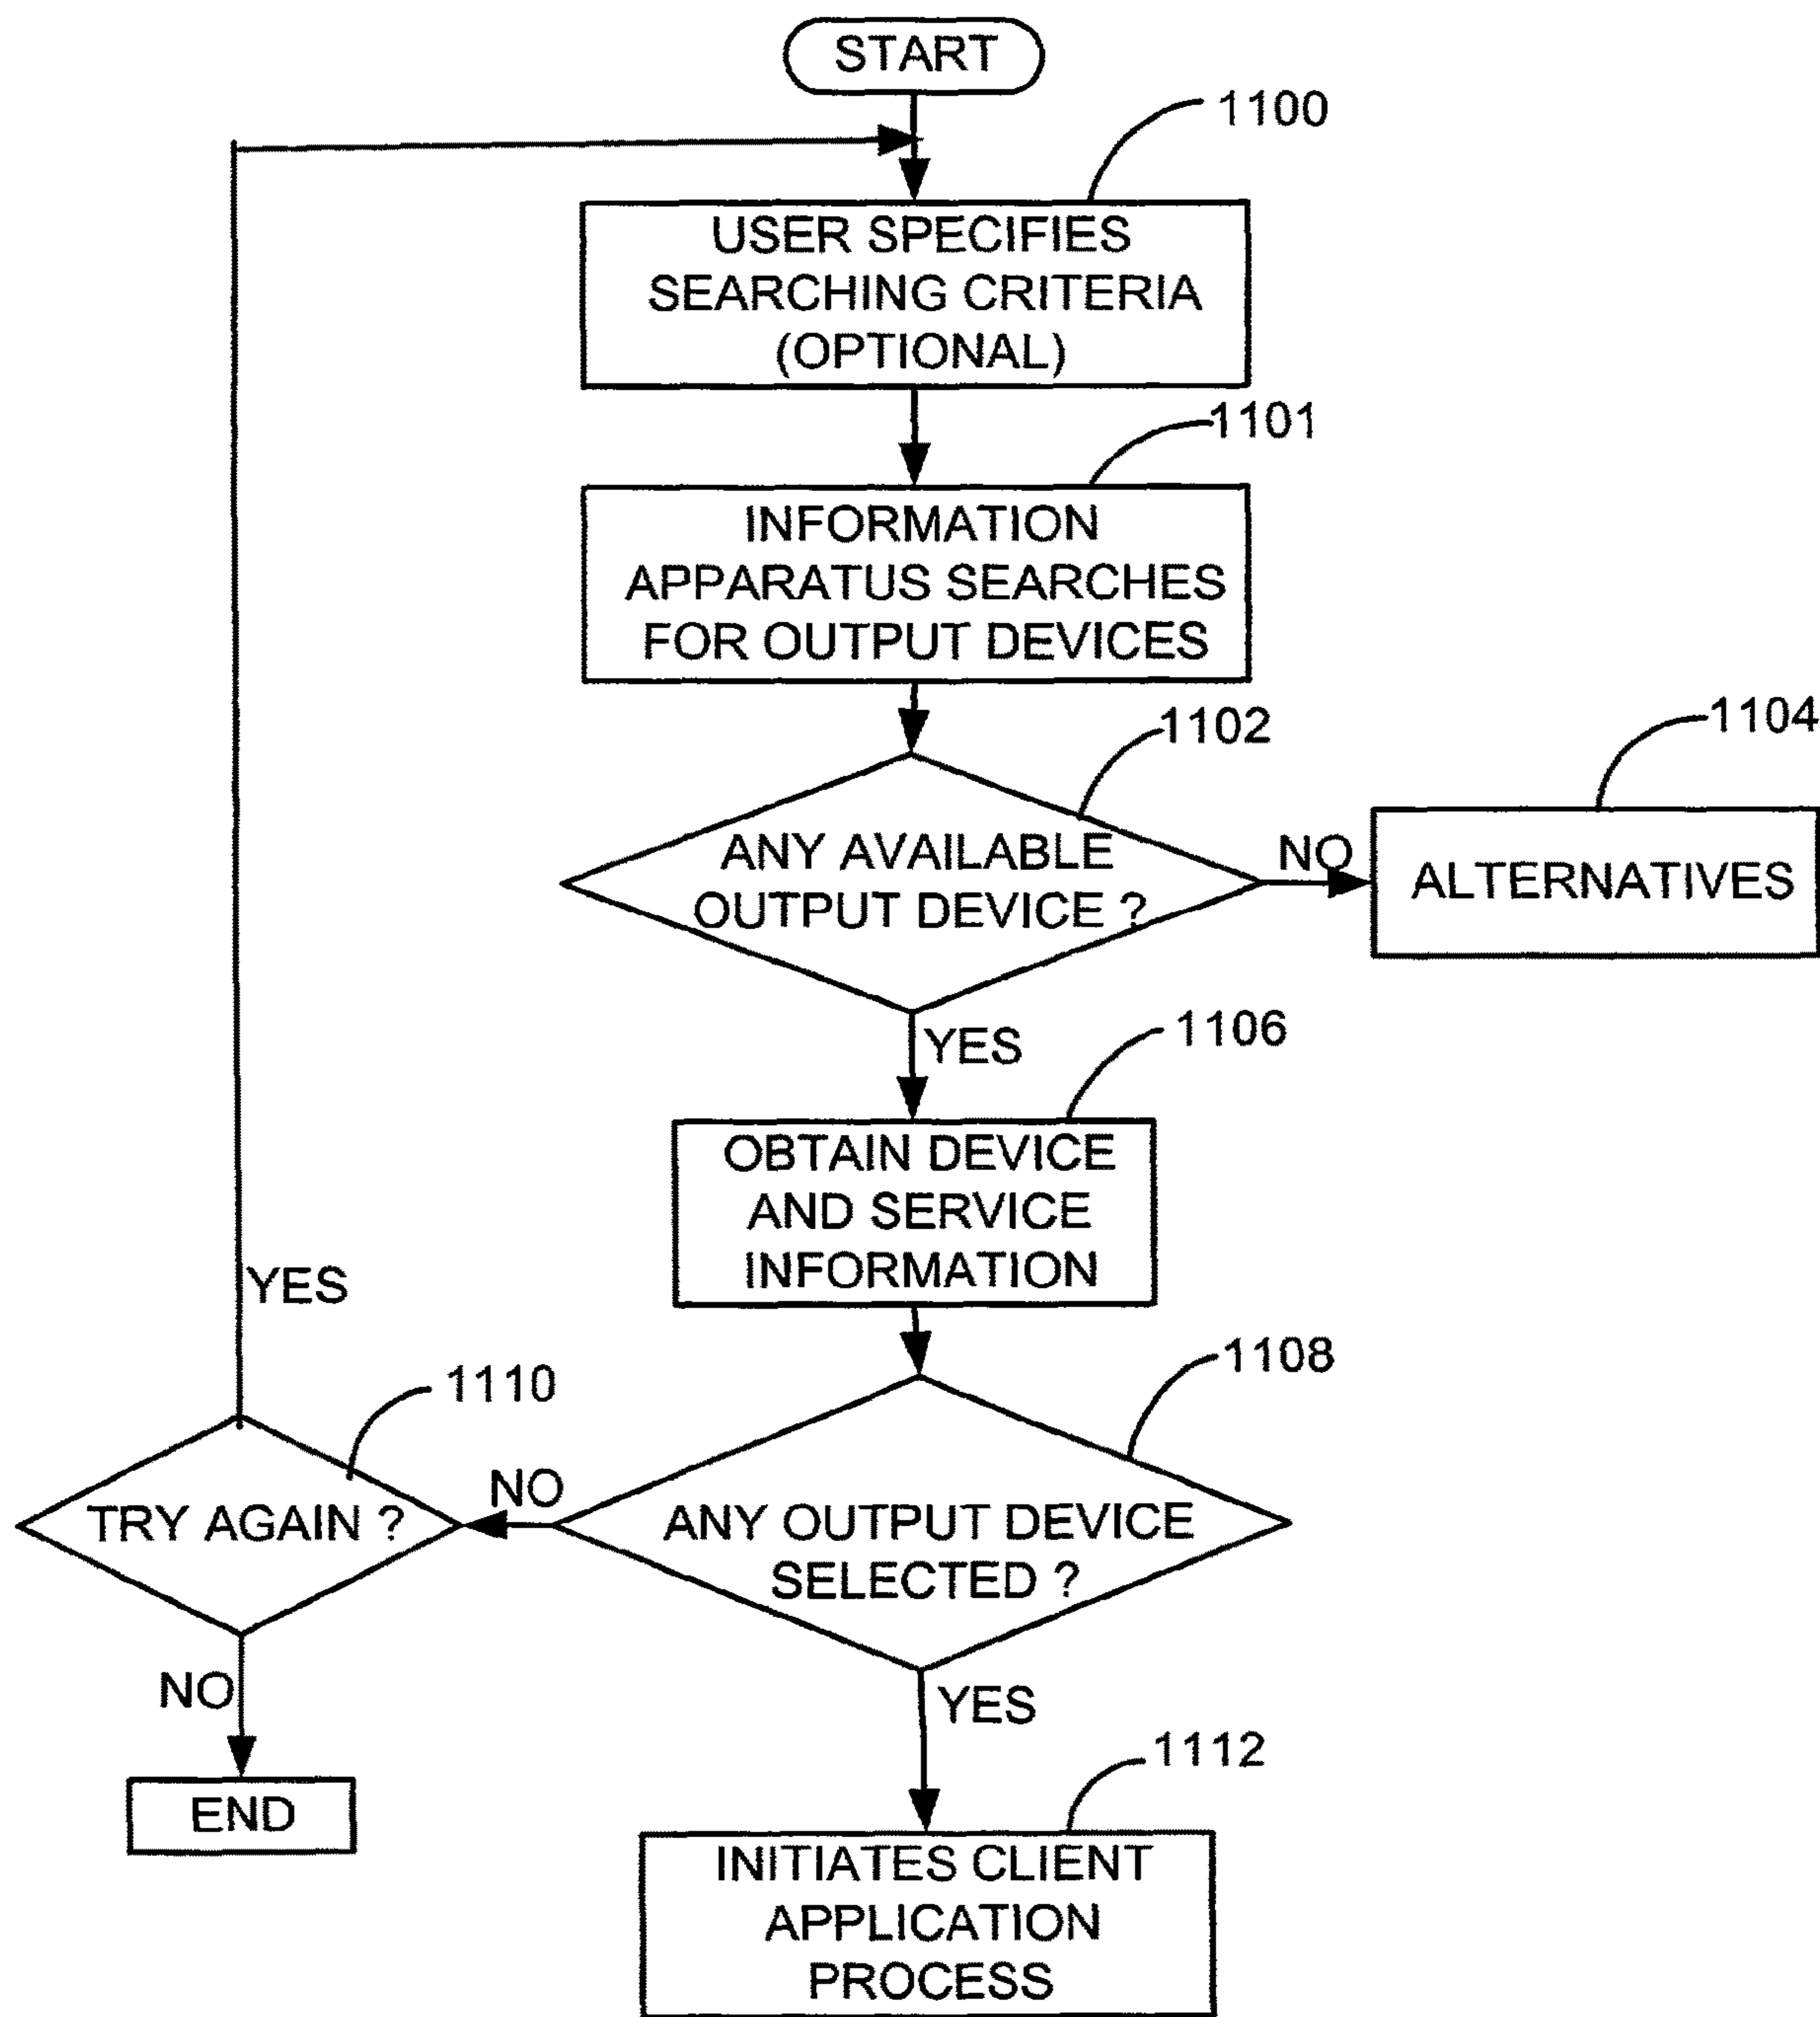 START
1100
USER SPECIFIES
SEARCHING CRITERIA
(OPTIONAL)
1101
INFORMATION
APPARATUS SEARCHES
FOR OUTPUT DEVICES
1102
1104
ANY AVAILABLE
OUTPUT DEVICE ?
NO
ALTERNATIVES
YES
1106
OBTAIN DEVICE
AND SERVICE
INFORMATION
YES
1108
1110
ANY OUTPUT DEVICE
SELECTED ?
NO
TRY AGAIN ?
NO
END
YES
1112
INITIATES CLIENT
APPLICATION
PROCESS